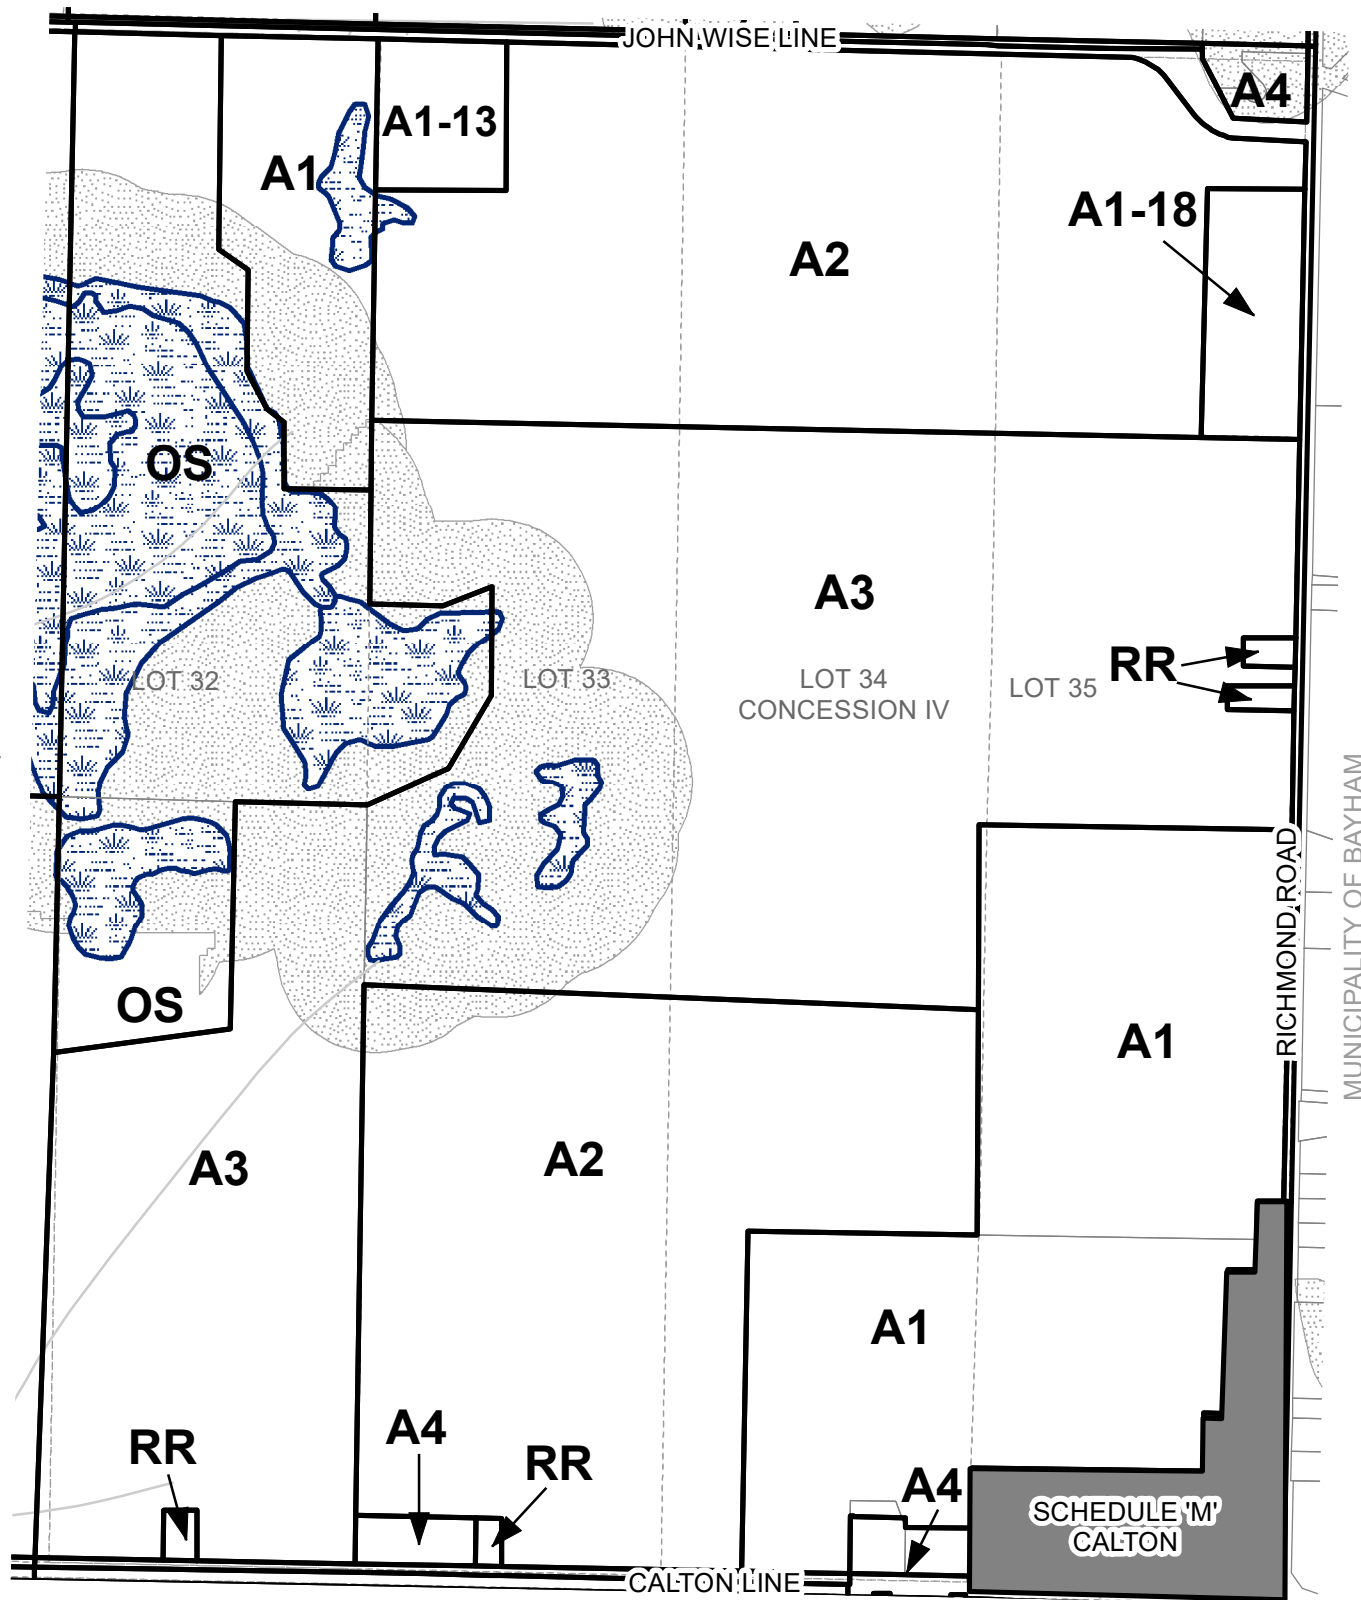 JOHN WISE LINE
A4
A1-13
A1
A1-18
A2
OS
A3
RR
LOT 32
LOT 33
LOT 34
CONCESSION IV
LOT 35
RICHMOND ROAD
MUNICIPALITY OF BAYHAM
OS
A1
A3
A2
A1
RR
A4
RR
A4
SCHEDULE 'M'
CALTON
CALTON LINE